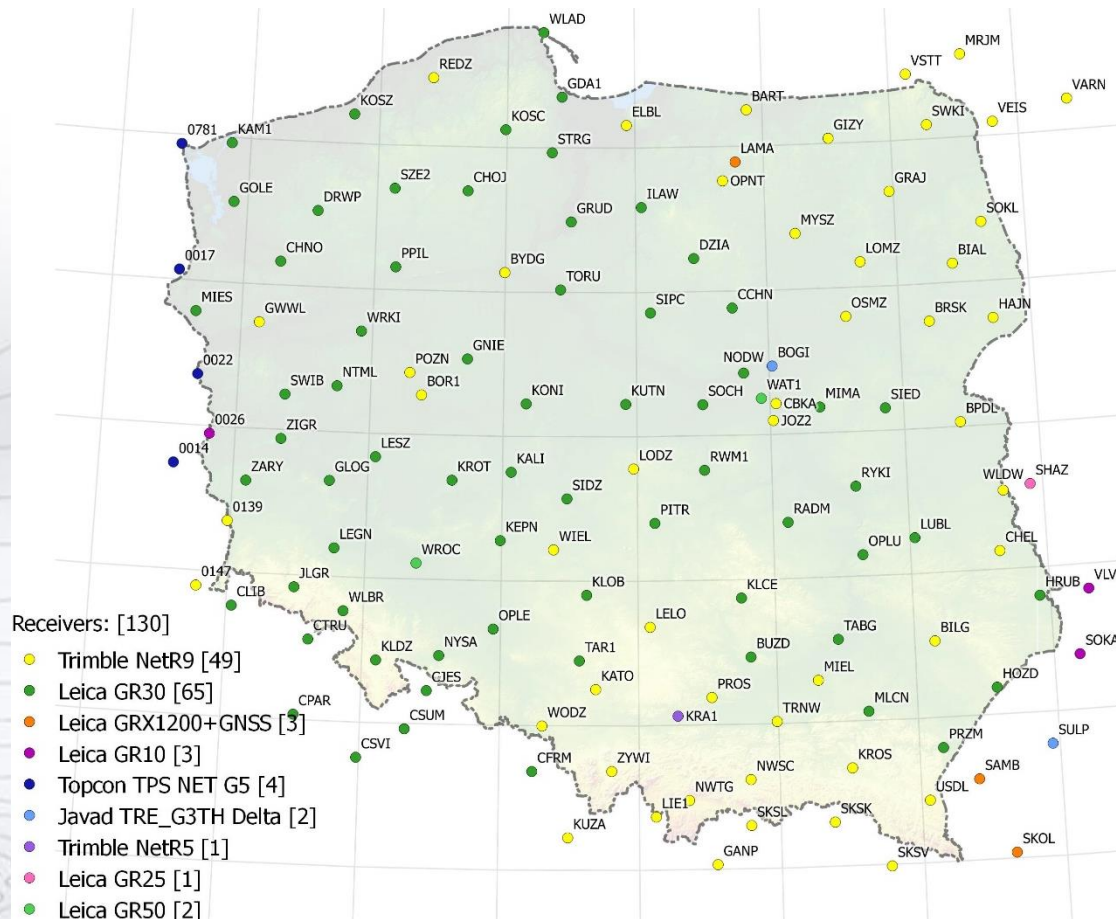 WLAD
MRJM
VSTT
REDZ
GDA1
VARN
BART
KOSZ
ELBL
SWKI
VEIS
KOSC
GIZY
0781
KAM1
STRG
LAMA
OPNT
GRAJ
SZE2
CHOJ
GOLE
DRWP
ILAW
GRUD
SOKL
MYSZ
CHNO
PPIL
BYDG
DZIA
LOMZ
BIAL
0017
TORU
MIES
GWWL
SIPC
CCHN
OSMZ
BRSK
HAJN
WRKI
GNIE
POZN
NODW
BOGI
0022
SWIB
NTML
BOR1
KONI
KUTN
SOCH
WAT1
CBKA
MIMA
SIED
JOZ2
BPDL
0026
ZIGR
0014
LESZ
ZARY
GLOG
KROT
KALI
LODZ
RWM1
RYKI
WLDW
SHAZ
SIDZ
0139
LEGN
KEPN
WIEL
PITR
RADM
LUBL
OPLU
CHEL
WROC
0147
JLGR
CLIB
WLBR
KLOB
KLCE
HRUB
VLV
Receivers: [130]
CTRU
OPLE
LELO
TABG
BILG
Trimble NetR9 [49]
KLDZ
NYSA
TAR1
BUZD
SOKA
Leica GR30 [65]
CJES
KATO
PROS
MIEL
HOZD
Leica GRX1200+GNSS [3]
CPAR
CSUM
WODZ
KRA1
TRNW
MLCN
Leica GR10 [3]
CSVI
CFRM
ZYWI
PRZM
SULP
Topcon TPS NET G5 [4]
NWSC
KROS
SAMB
Javad TRE_G3TH Delta [2]
LIE1
NWTG
USDL
Trimble NetR5 [1]
KUZA
SKSL
SKSK
Leica GR25 [1]
GANP
SKSV
SKOL
Leica GR50 [2]